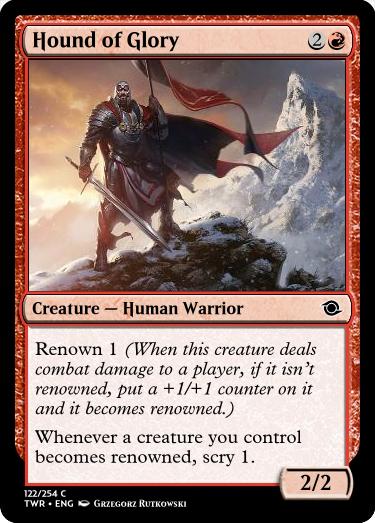 Hound of Glory 2
Creature — Human Warrior
Renown 1 (When this creature deals
combat damage to a player, if it isn't
renowned, put a +1/+1 counter on it
and it becomes renowned.)
Whenever a creature you control
becomes renowned, scry 1.
2/2
122/254 C
TWR • ENG Grzegorz Rutkowski